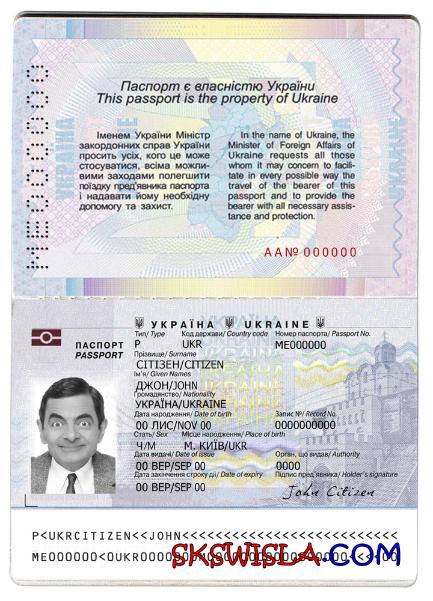 ME000000
Паспорт є власністю України
This passport is the property of Ukraine
Іменем України Міністр
закордонних справ України
просить усіх, кого це може
стосуватися, всіма можли-
вими заходами полегшити
поїздку пред'явника паспорта
і надавати йому необхідну
допомогу та захист.
In the name of Ukraine, the
Minister of Foreign Affairs of
Ukraine requests all those
whom it may concern to facili-
tate in every possible way the
travel of the bearer of this
passport and to provide the
bearer with all necessary assis-
tance and protection.
AA№ 000000
УКРАЇНА UKRAINE
ПАСПОРТ
PASSPORT
Тип/ Type Код держави/ Country code Номер паспорта/ Passport No.
P UKR ME000000
Прізвище/ Surname
СІТІЗЕН/CITIZEN
Ім'я/ Given Names
ДЖОН/JOHN
Громадянство/ Nationality
УКРАЇНА/UKRAINE
Дата народження/ Date of birth Запис №/ Record No.
00 ЛИС/NOV 00 0000000000
Стать/ Sex Місце народження/ Place of birth
Ч/M М. КИЇВ/UKR
Дата видачі/ Date of issue Орган, що видав/ Authority
00 ВЕР/SEP 00 0000
Дата закінчення строку дії/ Date of expiry Підпис пред'явника/ Holder's signature
00 ВЕР/SEP 00 John Citizen
P<UKRCITIZEN<<JOHN<<<<<<<<<<<<<<<<<<<<<<<<<<
SKSWISLA.COM